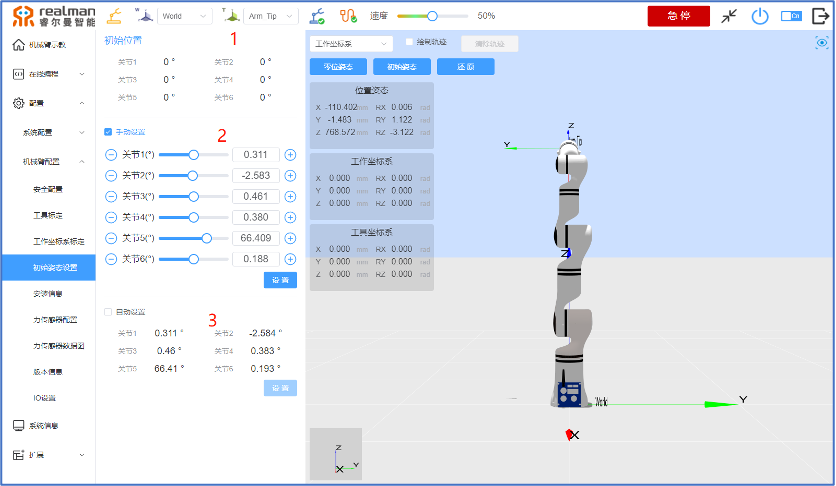 realman
睿尔曼智能
W
World
T
Arm_Tip
速度
50%
急 停
Ch
机械臂示教
在线编程
配置
系统配置
机械臂配置
安全配置
工具标定
工作坐标系标定
初始姿态设置
安装信息
力传感器配置
力传感器数据图
版本信息
IO设置
系统信息
扩展
初始位置
1
关节1 0 ° 关节2 0 °
关节3 0 ° 关节4 0 °
关节5 0 ° 关节6 0 °
手动设置
2
关节1(°) 0.311
关节2(°) -2.583
关节3(°) 0.461
关节4(°) 0.380
关节5(°) 66.409
关节6(°) 0.188
设 置
自动设置
3
关节1 0.311 ° 关节2 -2.584 °
关节3 0.46 ° 关节4 0.383 °
关节5 66.41 ° 关节6 0.193 °
设 置
工作坐标系
绘制轨迹
清除轨迹
零位姿态
初始姿态
还 原
位置姿态
X -110.402mm RX 0.006 rad
Y -1.483 mm RY 1.122 rad
Z 768.572mm RZ -3.122 rad
工作坐标系
X 0.000 mm RX 0.000 rad
Y 0.000 mm RY 0.000 rad
Z 0.000 mm RZ 0.000 rad
工具坐标系
X 0.000 mm RX 0.000 rad
Y 0.000 mm RY 0.000 rad
Z 0.000 mm RZ 0.000 rad
Z
Y
Z
World
Y
X
Z
Y
X